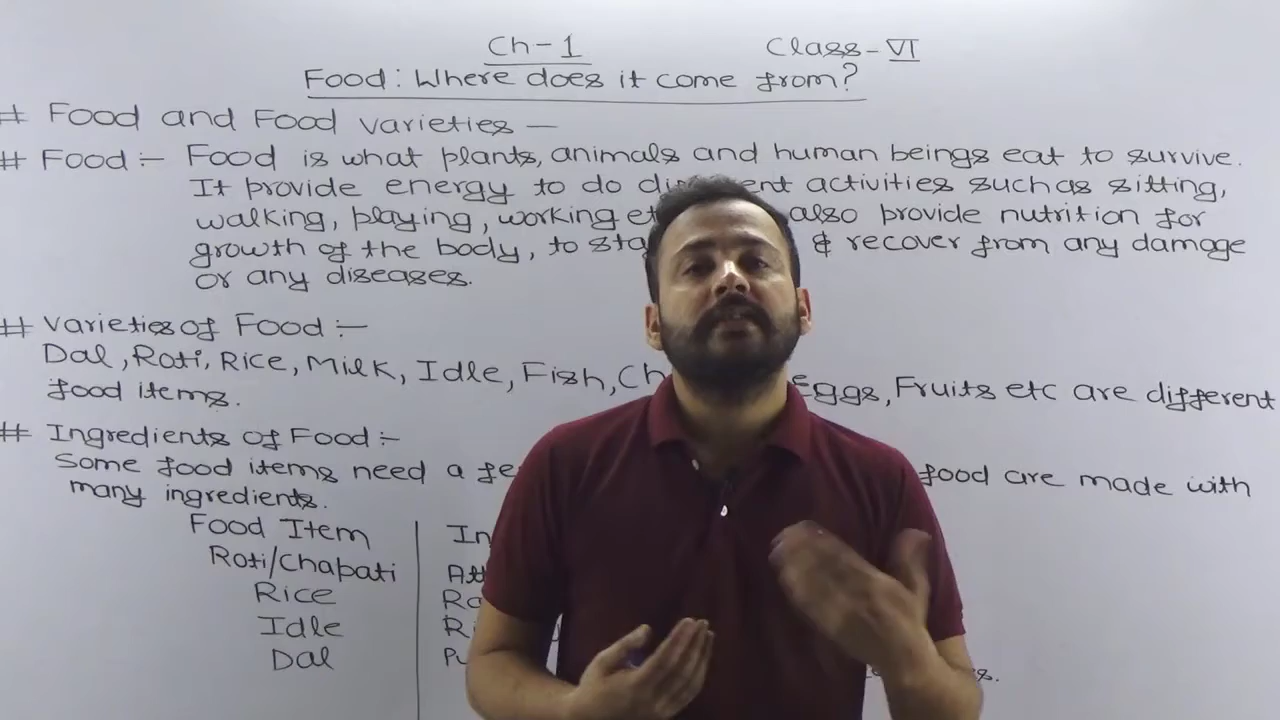 Ch-1 Class-VI
Food: Where does it come from?
# Food and Food varieties —
# Food:- Food is what plants, animals and human beings eat to survive.
It provide energy to do activities such as sitting,
walking, playing, working also provide nutrition for
growth of the body, to & recover from any damage
or any diseases.
# Varieties of Food:-
Dal, Roti, Rice, Milk, Idle, Fish, Eggs, Fruits etc are different
food items.
# Ingredients of Food:-
Some food items need a food are made with
many ingredients.
Food Item
Roti/Chapati
Rice
Idle
Dal